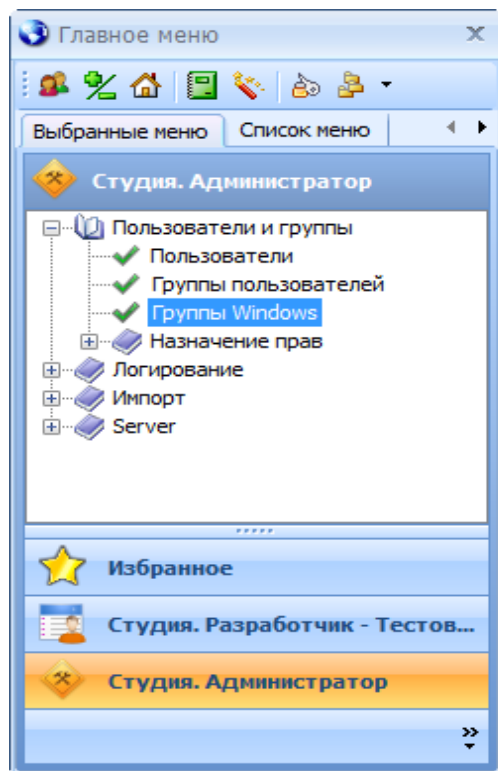 Главное меню
Выбранные меню Список меню
Студия. Администратор
Пользователи и группы
Пользователи
Группы пользователей
Группы Windows
Назначение прав
Логирование
Импорт
Server
Избранное
Студия. Разработчик - Тестов...
Студия. Администратор